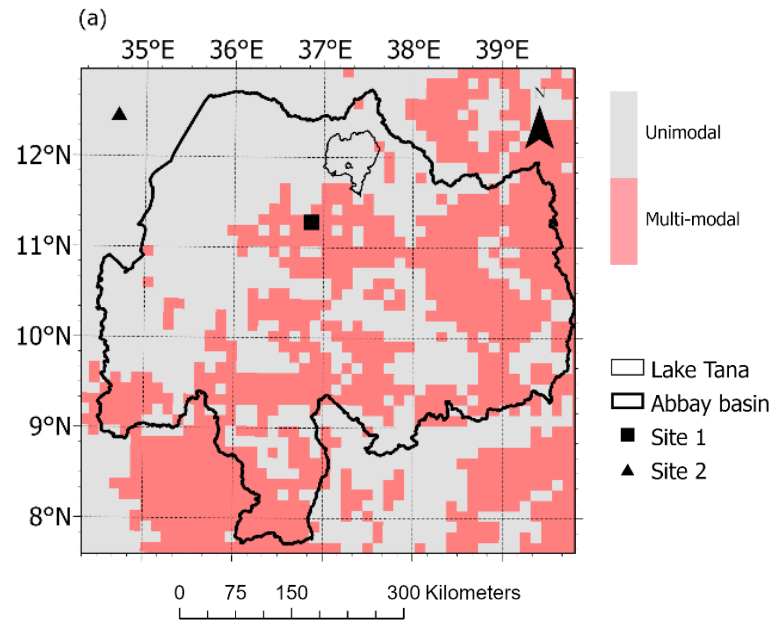 (a)
35°E 36°E 37°E 38°E 39°E
N
12°N
11°N
10°N
9°N
8°N
Unimodal
Multi-modal
Lake Tana
Abbay basin
Site 1
Site 2
0 75 150 300 Kilometers